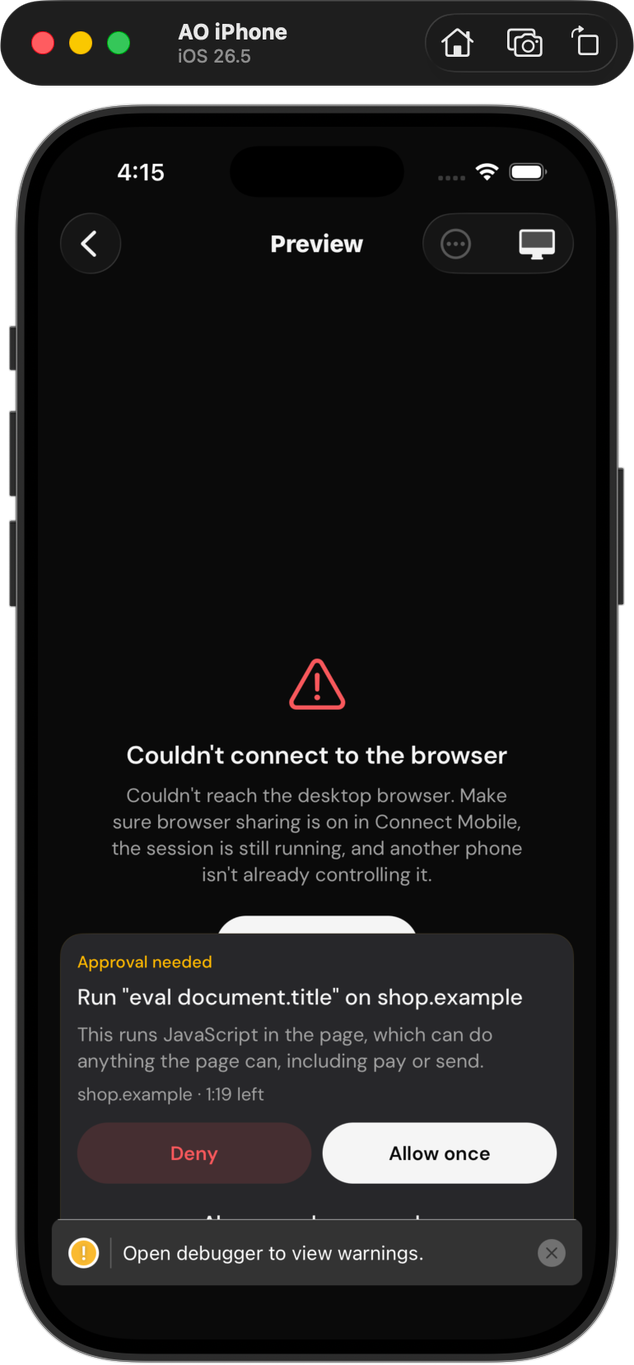 AO iPhone
iOS 26.5
4:15
Preview
Couldn't connect to the browser
Couldn't reach the desktop browser. Make
sure browser sharing is on in Connect Mobile,
the session is still running, and another phone
isn't already controlling it.
Approval needed
Run "eval document.title" on shop.example
This runs JavaScript in the page, which can do
anything the page can, including pay or send.
shop.example · 1:19 left
Deny
Allow once
Open debugger to view warnings.